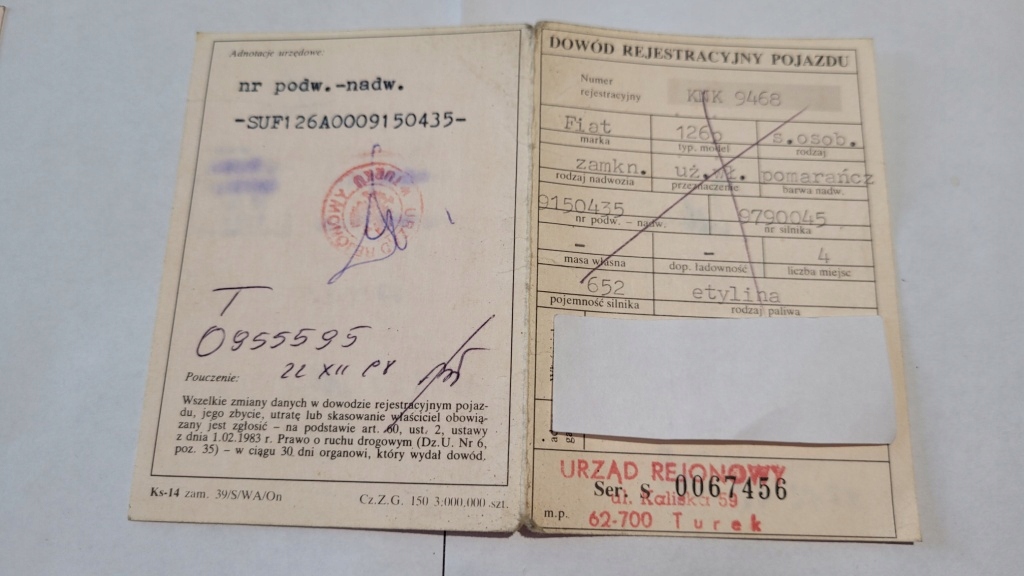 Adnotacje urzędowe:
nr podw.-nadw.
-SUF126A0009150435-
URZĄD REJONOWY
T
0955595
22 XII
Pouczenie:
Wszelkie zmiany danych w dowodzie rejestracyjnym pojaz-
du, jego zbycie, utratę lub skasowanie właściciel obowią-
zany jest zgłosić – na podstawie art. 60, ust. 2, ustawy
z dnia 1.02.1983 r. Prawo o ruchu drogowym (Dz.U. Nr 6,
poz. 35) – w ciągu 30 dni organowi, który wydał dowód.
Ks-14 zam. 39/S/WA/On Cz.Z.G. 150 3.000.000 szt.
DOWÓD REJESTRACYJNY POJAZDU
Numer
rejestracyjny
9468
Fiat 126p s.osob.
marka typ, model rodzaj
zamkn. uż.wł. pomarańcz
rodzaj nadwozia przeznaczenie barwa nadw.
9150435 9790045
nr podw. – nadw. nr silnika
- - 4
masa własna dop. ładowność liczba miejsc
652 etylina
pojemność silnika rodzaj paliwa
URZĄD REJONOWY
Ser. S 0067456
ul. Kaliska 59
m.p. 62-700 Turek